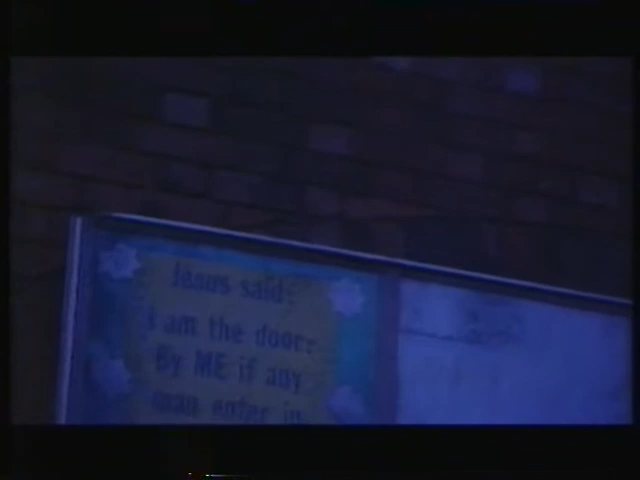 Jesus said:
I am the door:
By ME if any
man enter in